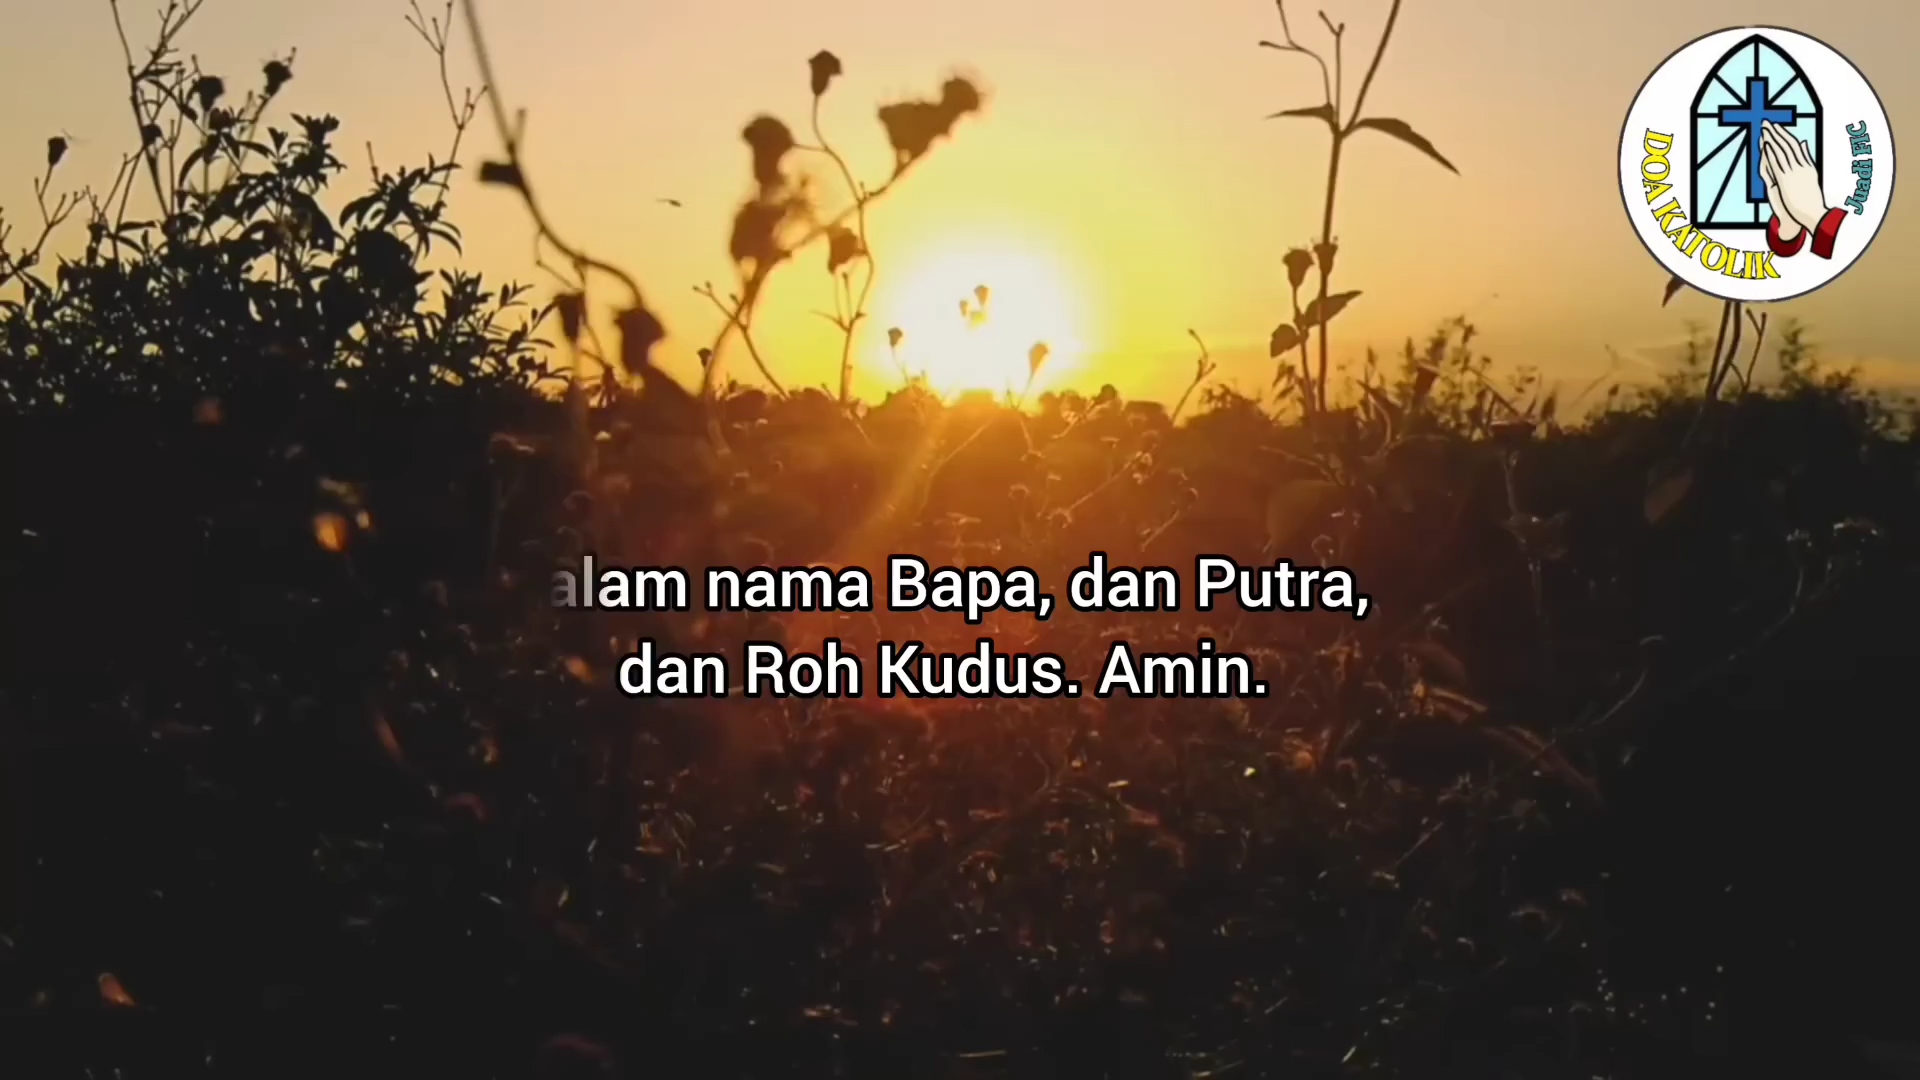 DOA KATOLIK
Juadi FIC
alam nama Bapa, dan Putra,
dan Roh Kudus. Amin.